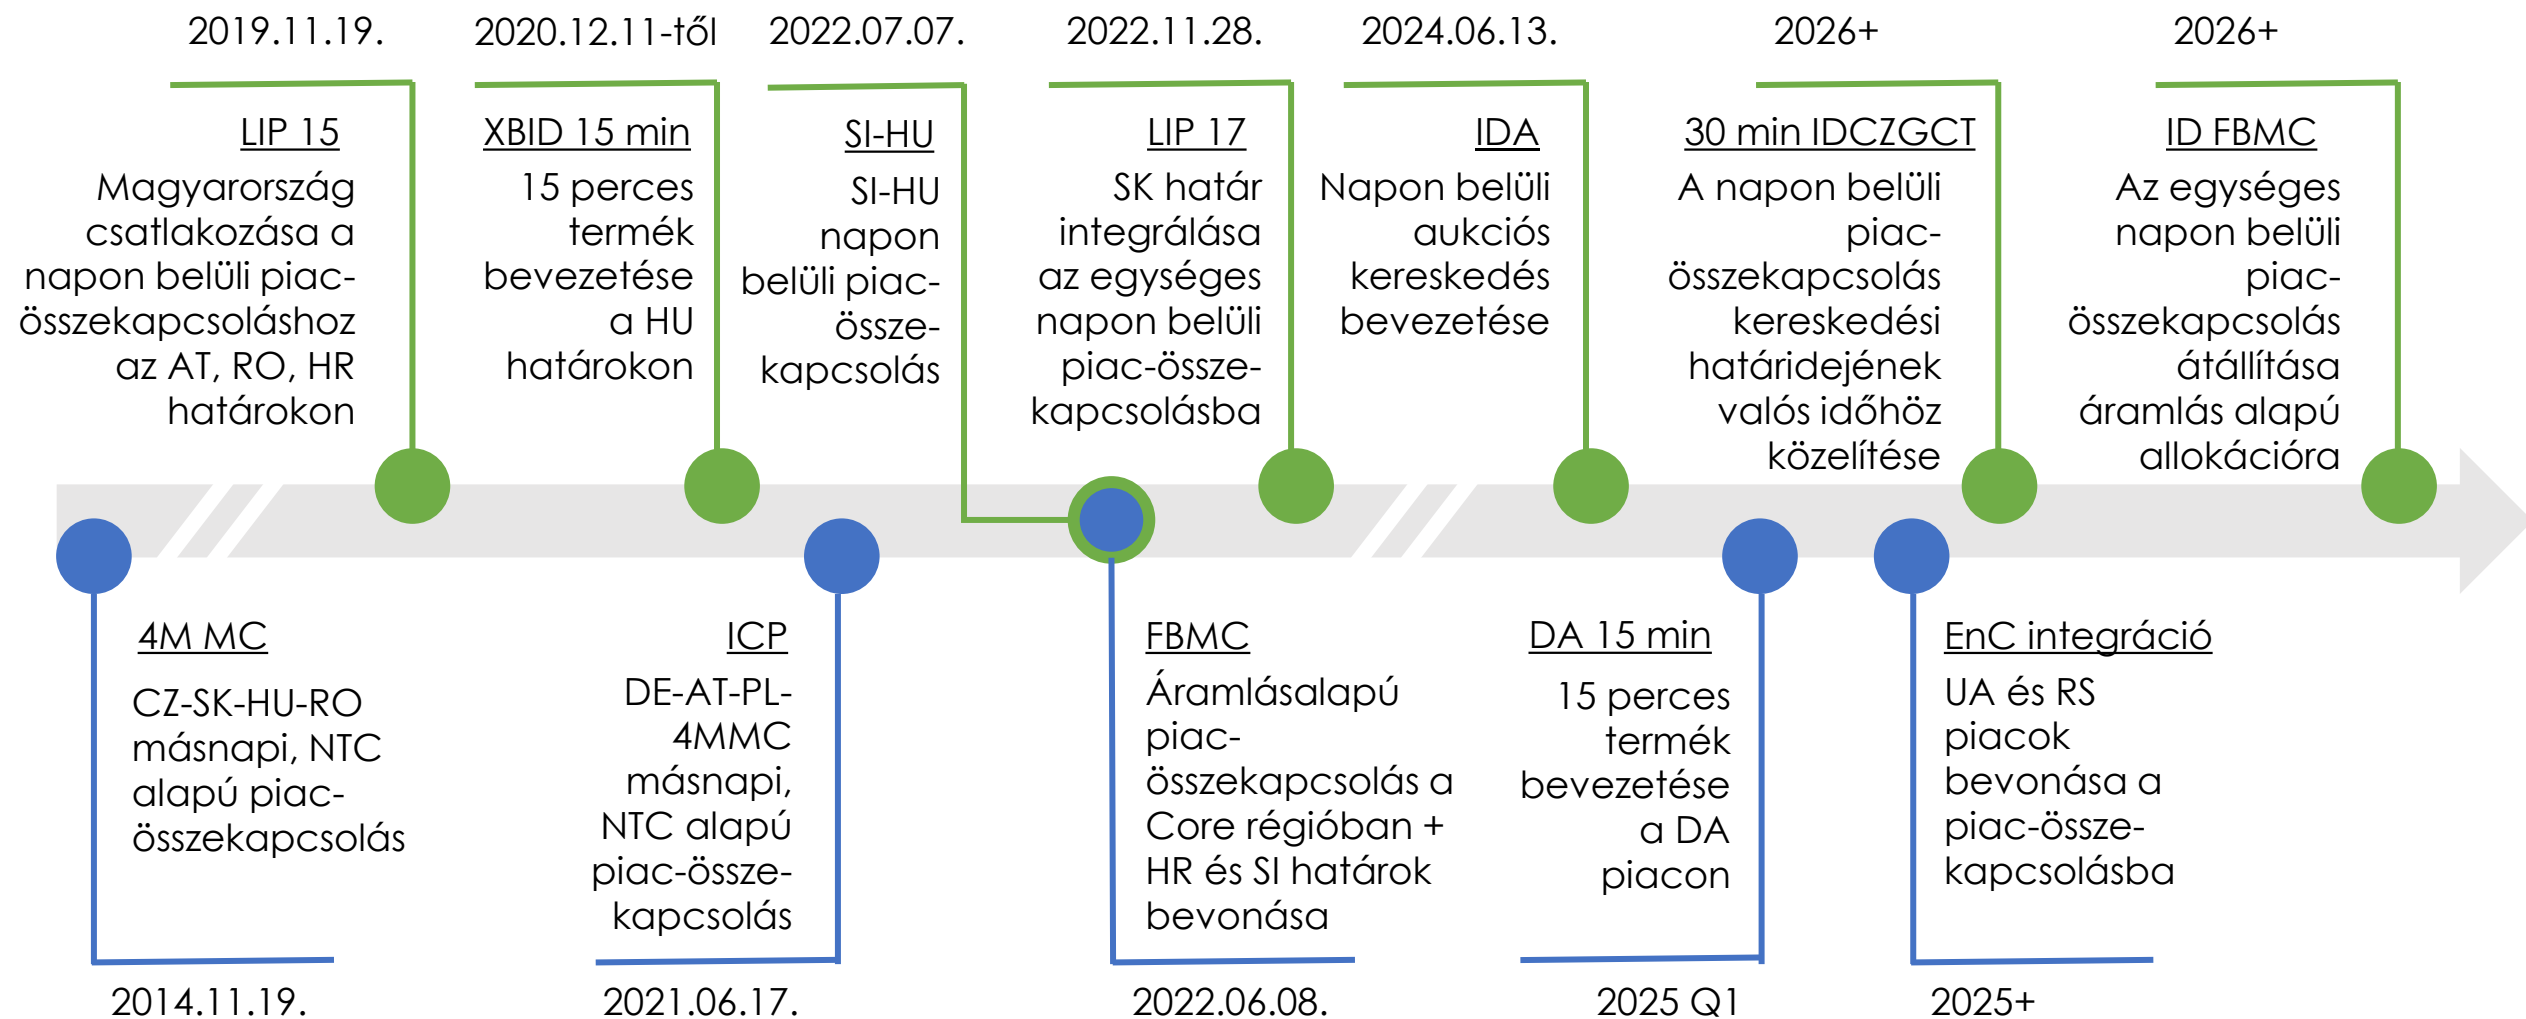 2019.11.19.
LIP 15
Magyarország
csatlakozása a
napon belüli piac-
összekapcsoláshoz
az AT, RO, HR
határokon
2020.12.11-től
XBID 15 min
15 perces
termék
bevezetése
a HU
határokon
2022.07.07.
SI-HU
SI-HU
napon
belüli piac-
össze-
kapcsolás
2022.11.28.
LIP 17
SK határ
integrálása
az egységes
napon belüli
piac-össze-
kapcsolásba
2024.06.13.
IDA
Napon belüli
aukciós
kereskedés
bevezetése
2026+
30 min IDCZGCT
A napon belüli
piac-
összekapcsolás
kereskedési
határidejének
valós időhöz
közelítése
2026+
ID FBMC
Az egységes
napon belüli
piac-
összekapcsolás
átállítása
áramlás alapú
allokációra
4M MC
CZ-SK-HU-RO
másnapi, NTC
alapú piac-
összekapcsolás
2014.11.19.
ICP
DE-AT-PL-
4MMC
másnapi,
NTC alapú
piac-össze-
kapcsolás
2021.06.17.
FBMC
Áramlásalapú
piac-
összekapcsolás a
Core régióban +
HR és SI határok
bevonása
2022.06.08.
DA 15 min
15 perces
termék
bevezetése
a DA
piacon
2025 Q1
EnC integráció
UA és RS
piacok
bevonása a
piac-össze-
kapcsolásba
2025+